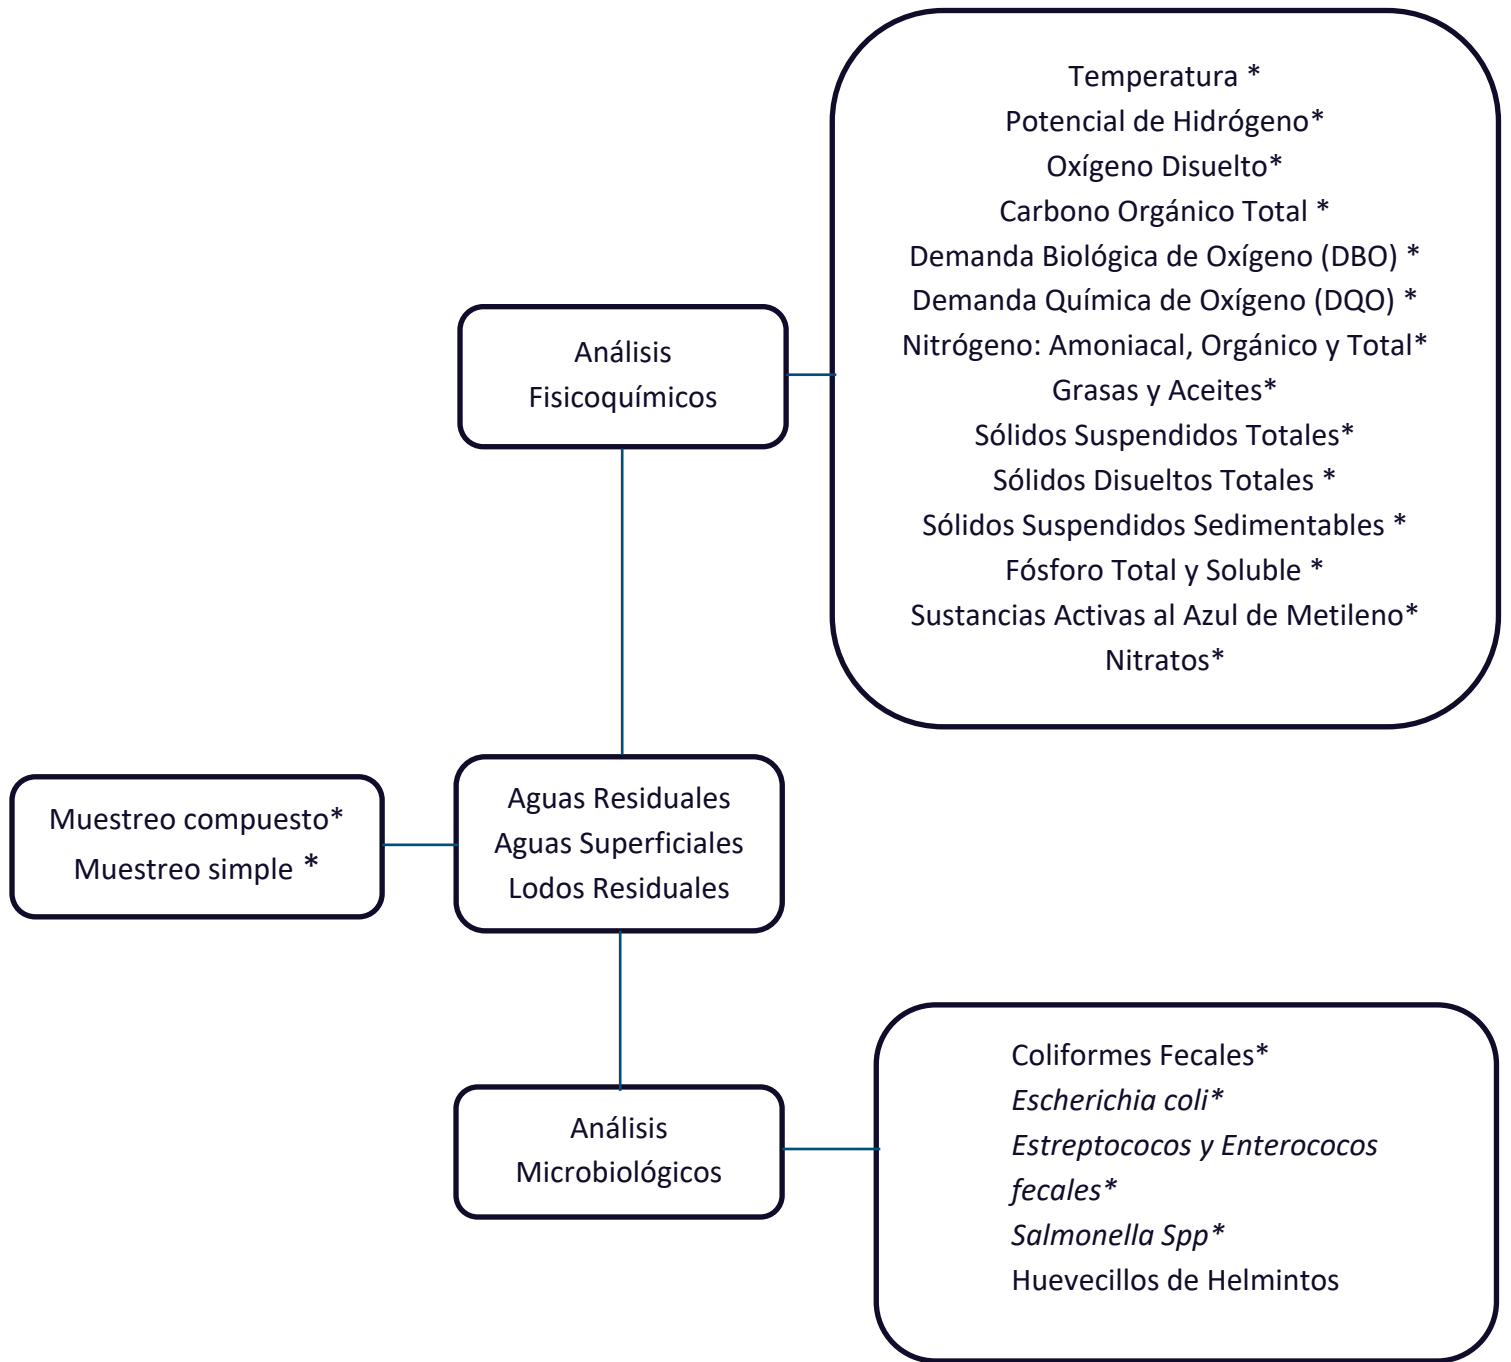 Temperatura *
Potencial de Hidrógeno*
Oxígeno Disuelto*
Carbono Orgánico Total *
Demanda Biológica de Oxígeno (DBO) *
Demanda Química de Oxígeno (DQO) *
Nitrógeno: Amoniacal, Orgánico y Total*
Grasas y Aceites*
Sólidos Suspendidos Totales*
Sólidos Disueltos Totales *
Sólidos Suspendidos Sedimentables *
Fósforo Total y Soluble *
Sustancias Activas al Azul de Metileno*
Nitratos*
Análisis
Fisicoquímicos
Muestreo compuesto*
Muestreo simple *
Aguas Residuales
Aguas Superficiales
Lodos Residuales
Análisis
Microbiológicos
Coliformes Fecales*
Escherichia coli*
Estreptococos y Enterococos
fecales*
Salmonella Spp*
Huevecillos de Helmintos